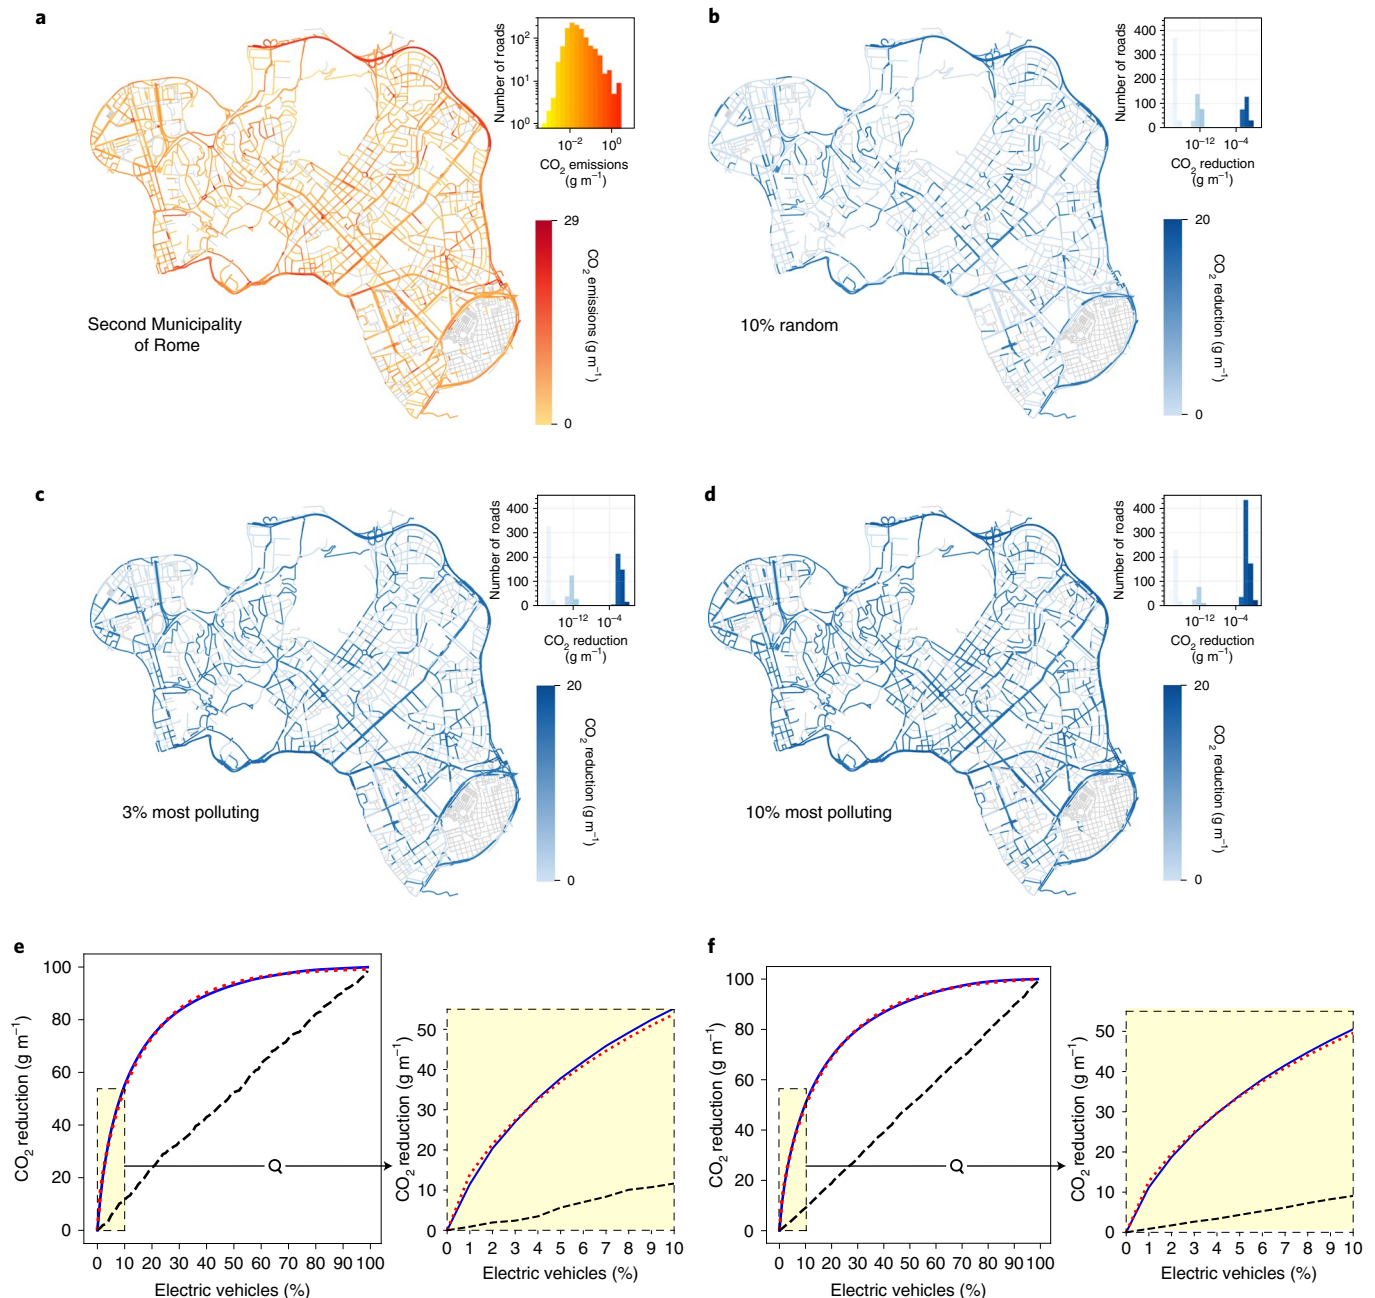 a
Number of roads
10²
10¹
10⁰
10⁻² 10⁰
CO₂ emissions
(g m⁻¹)
29
CO₂ emissions (g m⁻¹)
0
Second Municipality
of Rome
b
Number of roads
400
300
200
100
0
10⁻¹² 10⁻⁴
CO₂ reduction
(g m⁻¹)
20
CO₂ reduction (g m⁻¹)
0
10% random
c
Number of roads
400
300
200
100
0
10⁻¹² 10⁻⁴
CO₂ reduction
(g m⁻¹)
20
CO₂ reduction (g m⁻¹)
0
3% most polluting
d
Number of roads
400
300
200
100
0
10⁻¹² 10⁻⁴
CO₂ reduction
(g m⁻¹)
20
CO₂ reduction (g m⁻¹)
0
10% most polluting
e
CO₂ reduction (g m⁻¹)
100
80
60
40
20
0
0 10 20 30 40 50 60 70 80 90 100
Electric vehicles (%)
CO₂ reduction (g m⁻¹)
50
40
30
20
10
0
0 1 2 3 4 5 6 7 8 9 10
Electric vehicles (%)
f
CO₂ reduction (g m⁻¹)
100
80
60
40
20
0
0 10 20 30 40 50 60 70 80 90 100
Electric vehicles (%)
CO₂ reduction (g m⁻¹)
50
40
30
20
10
0
0 1 2 3 4 5 6 7 8 9 10
Electric vehicles (%)